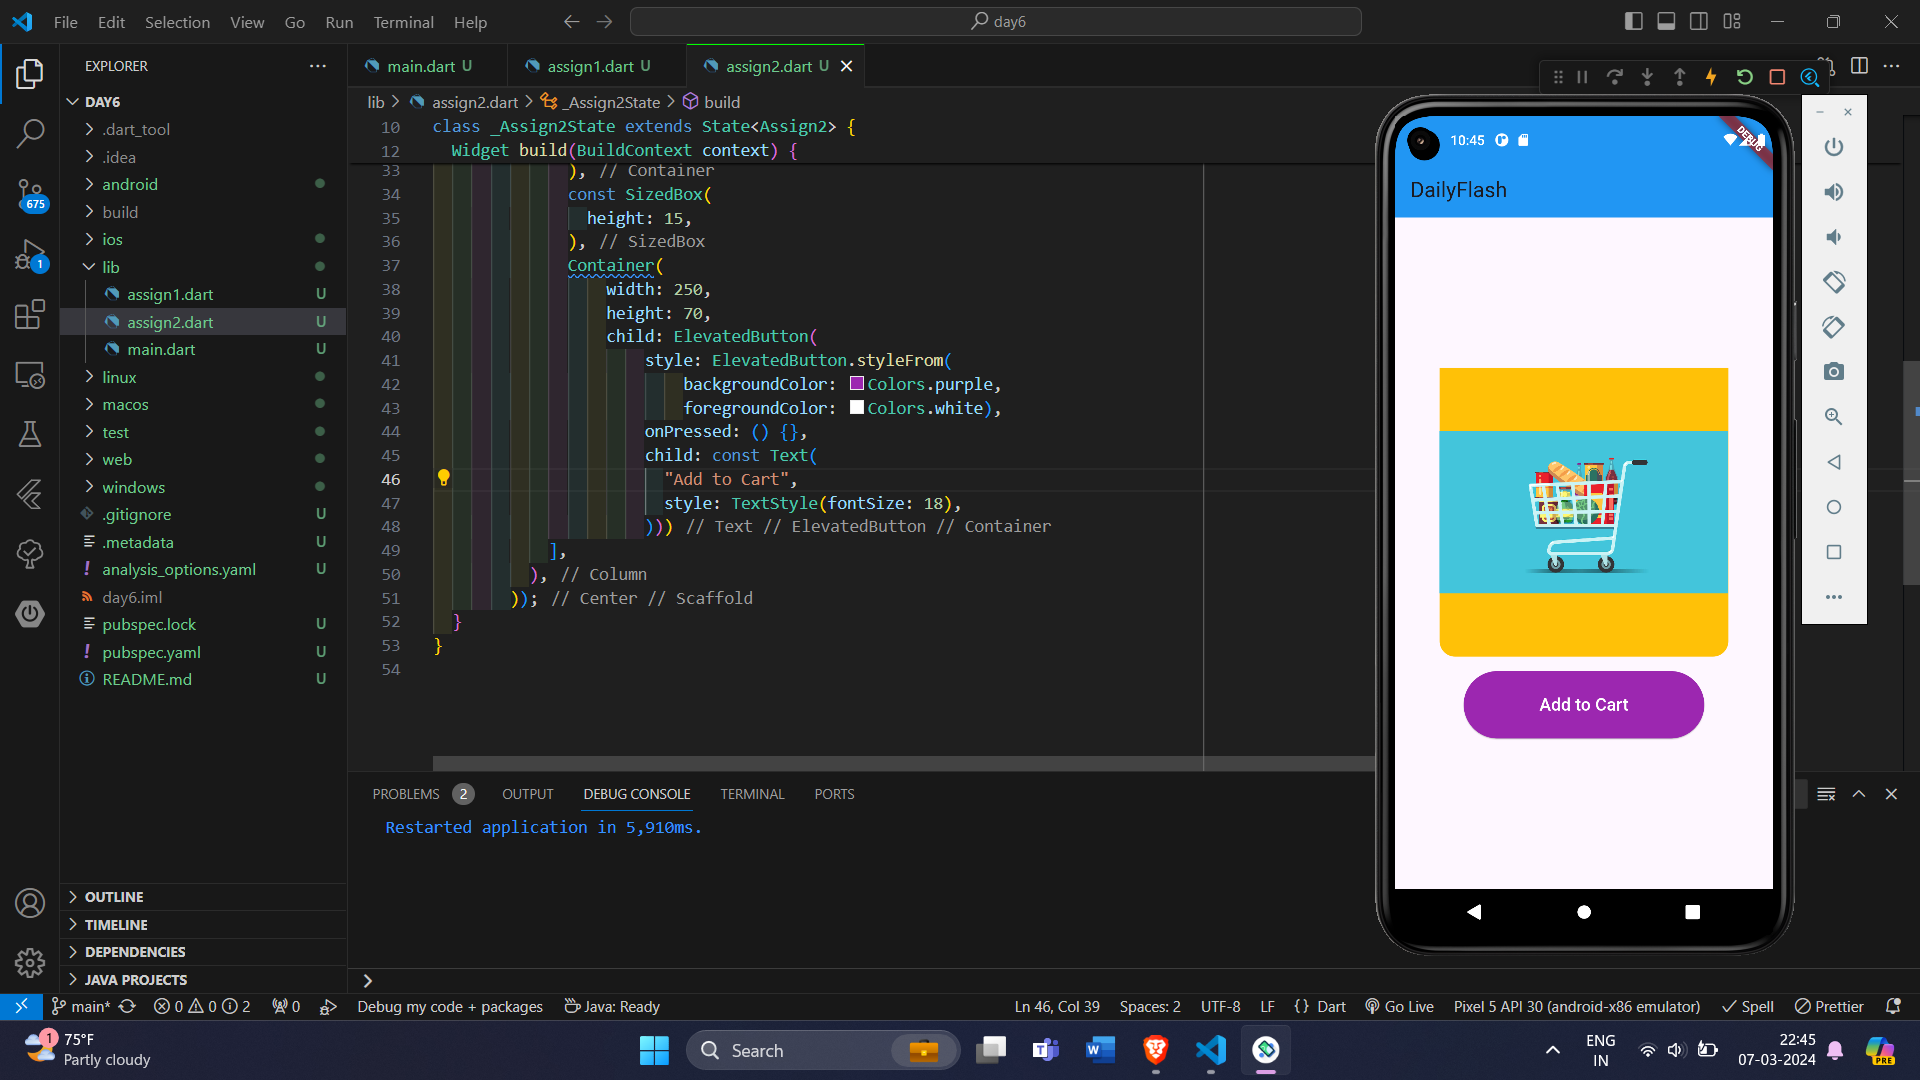 File Edit Selection View Go Run Terminal Help
day6
EXPLORER
main.dart U
assign1.dart U
assign2.dart U
DAY6
.dart_tool
.idea
android
build
ios
lib
assign1.dart U
assign2.dart U
main.dart U
linux
macos
test
web
windows
.gitignore U
.metadata U
analysis_options.yaml U
day6.iml
pubspec.lock U
pubspec.yaml U
README.md U
OUTLINE
TIMELINE
DEPENDENCIES
JAVA PROJECTS
675
1
lib > assign2.dart > _Assign2State > build
10 class _Assign2State extends State<Assign2> {
12 Widget build(BuildContext context) {
33 ), // Container
34 const SizedBox(
35 height: 15,
36 ), // SizedBox
37 Container(
38 width: 250,
39 height: 70,
40 child: ElevatedButton(
41 style: ElevatedButton.styleFrom(
42 backgroundColor: Colors.purple,
43 foregroundColor: Colors.white),
44 onPressed: () {},
45 child: const Text(
46 "Add to Cart",
47 style: TextStyle(fontSize: 18),
48 ))) // Text // ElevatedButton // Container
49 ],
50 ), // Column
51 )); // Center // Scaffold
52 }
53 }
54
PROBLEMS 2 OUTPUT DEBUG CONSOLE TERMINAL PORTS
Restarted application in 5,910ms.
10:45
DEBUG
DailyFlash
Add to Cart
main* 0 0 2 0 Debug my code + packages Java: Ready
Ln 46, Col 39 Spaces: 2 UTF-8 LF {} Dart Go Live Pixel 5 API 30 (android-x86 emulator) Spell Prettier
1
75°F
Partly cloudy
Search
ENG
IN
22:45
07-03-2024
PRE